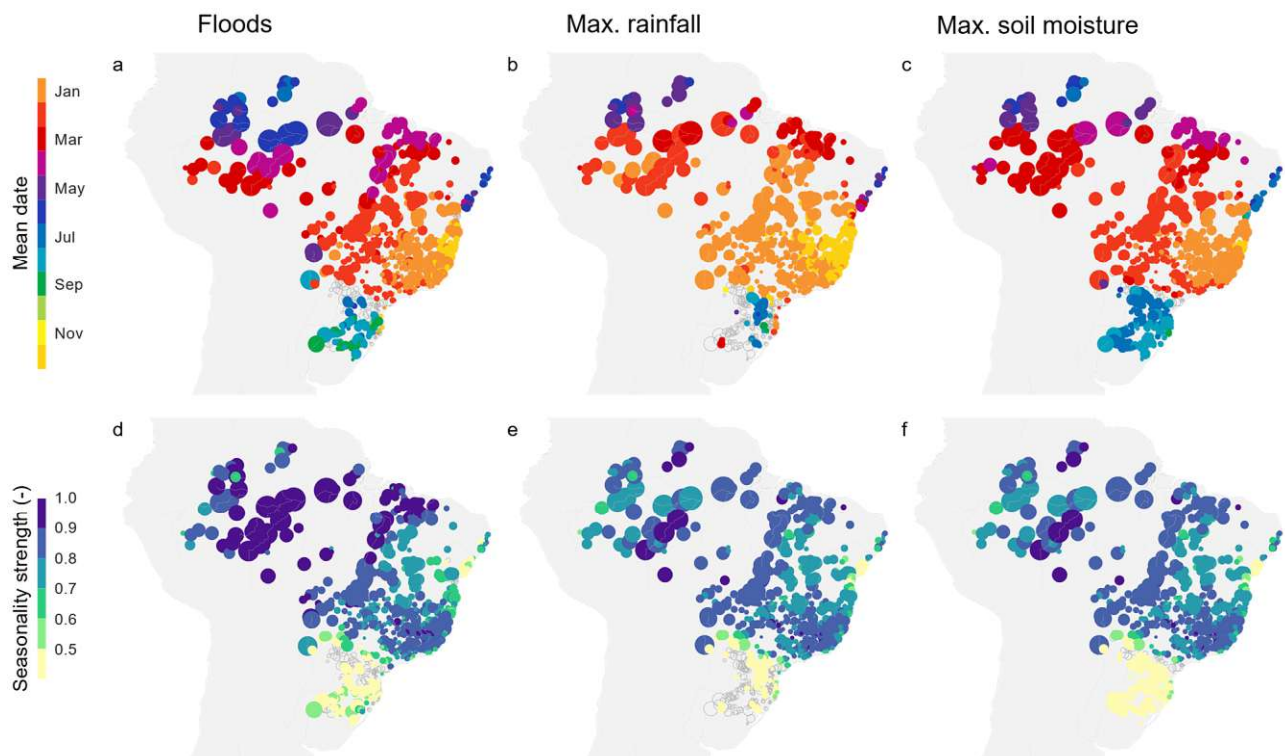 Floods
Max. rainfall
Max. soil moisture
a
b
c
Mean date
Jan
Mar
May
Jul
Sep
Nov
d
e
f
Seasonality strength (-)
1.0
0.9
0.8
0.7
0.6
0.5